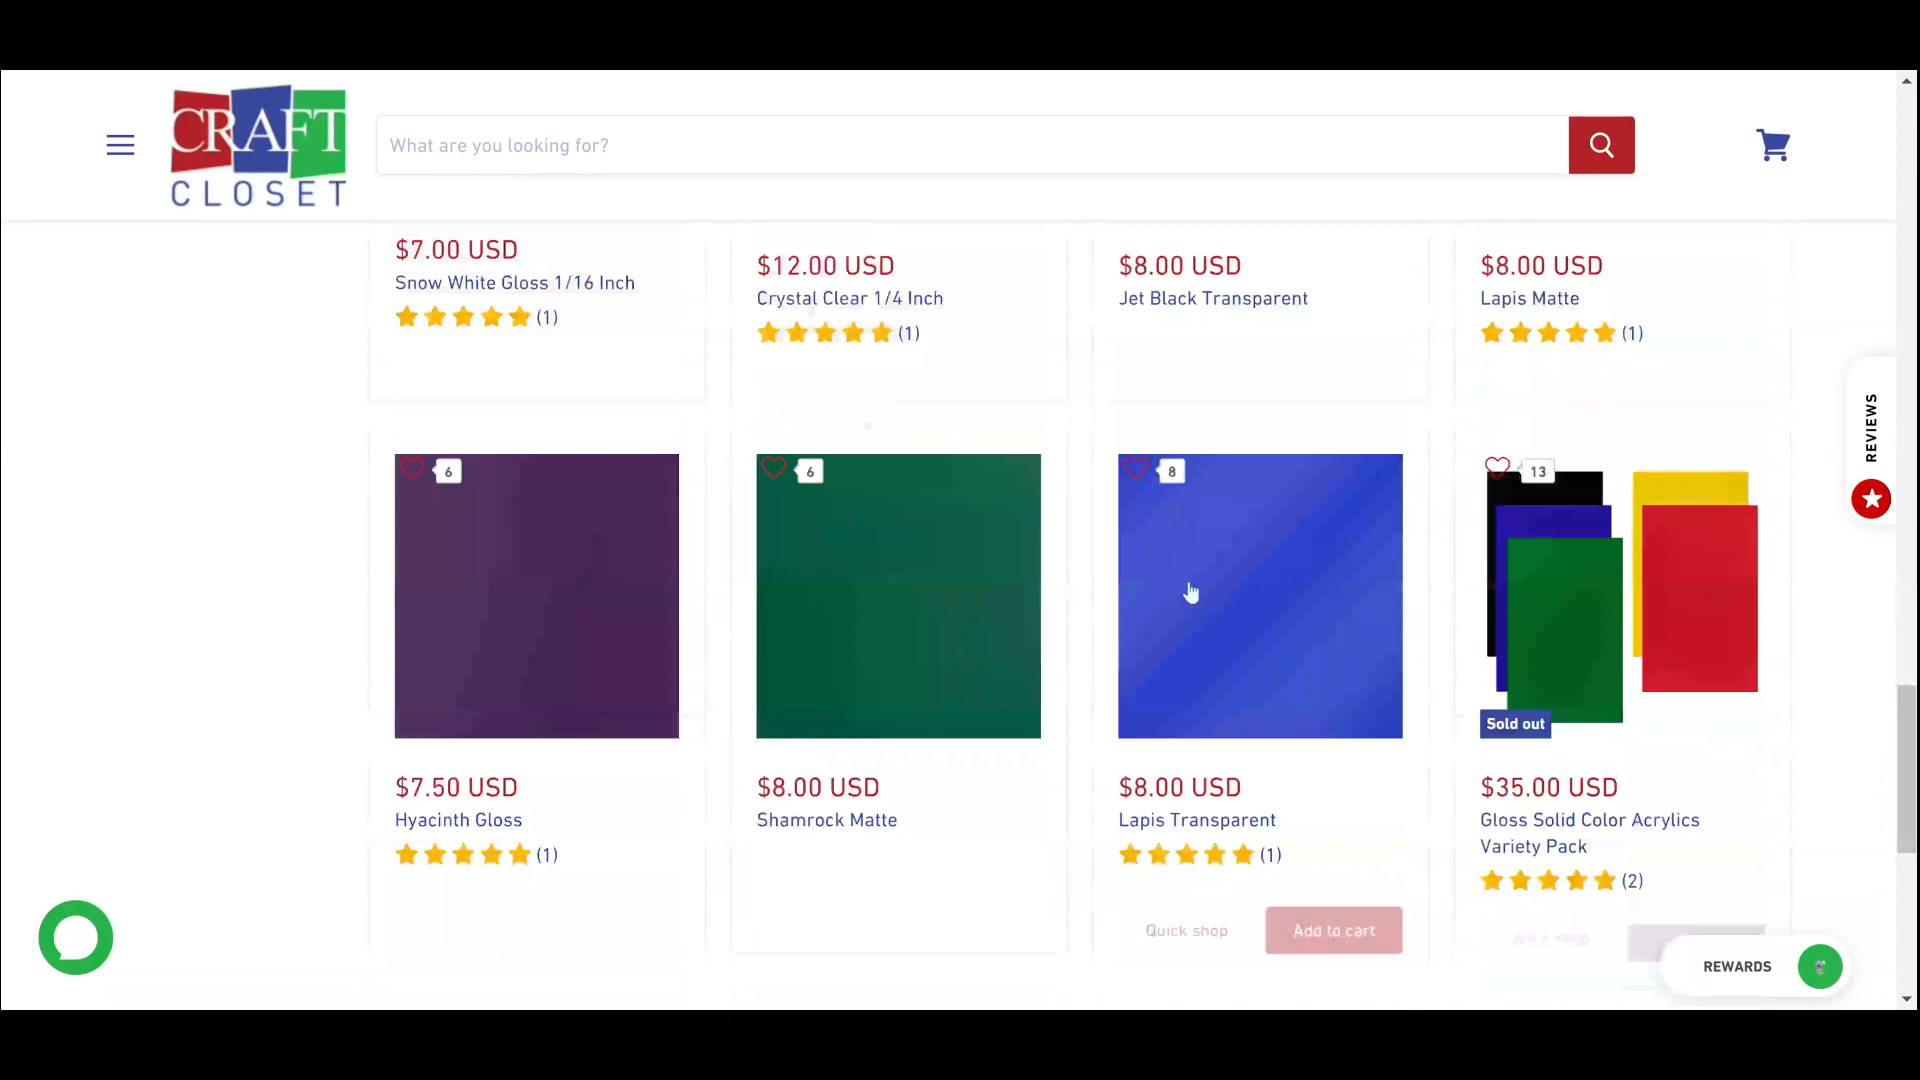 CRAFT
CLOSET
What are you looking for?
$7.00 USD
Snow White Gloss 1/16 Inch
(1)
$12.00 USD
Crystal Clear 1/4 Inch
(1)
$8.00 USD
Jet Black Transparent
$8.00 USD
Lapis Matte
(1)
REVIEWS
6
6
8
13
Sold out
$7.50 USD
Hyacinth Gloss
(1)
$8.00 USD
Shamrock Matte
$8.00 USD
Lapis Transparent
(1)
Quick shop
Add to cart
$35.00 USD
Gloss Solid Color Acrylics
Variety Pack
(2)
REWARDS